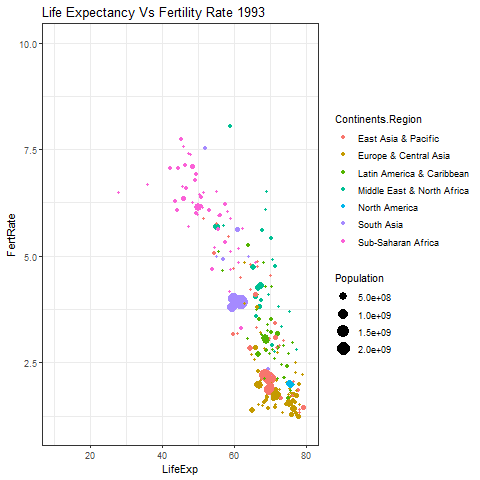 Life Expectancy Vs Fertility Rate 1993
10.0
7.5
5.0
2.5
FertRate
20
40
60
80
LifeExp
Continents.Region
East Asia & Pacific
Europe & Central Asia
Latin America & Caribbean
Middle East & North Africa
North America
South Asia
Sub-Saharan Africa
Population
5.0e+08
1.0e+09
1.5e+09
2.0e+09